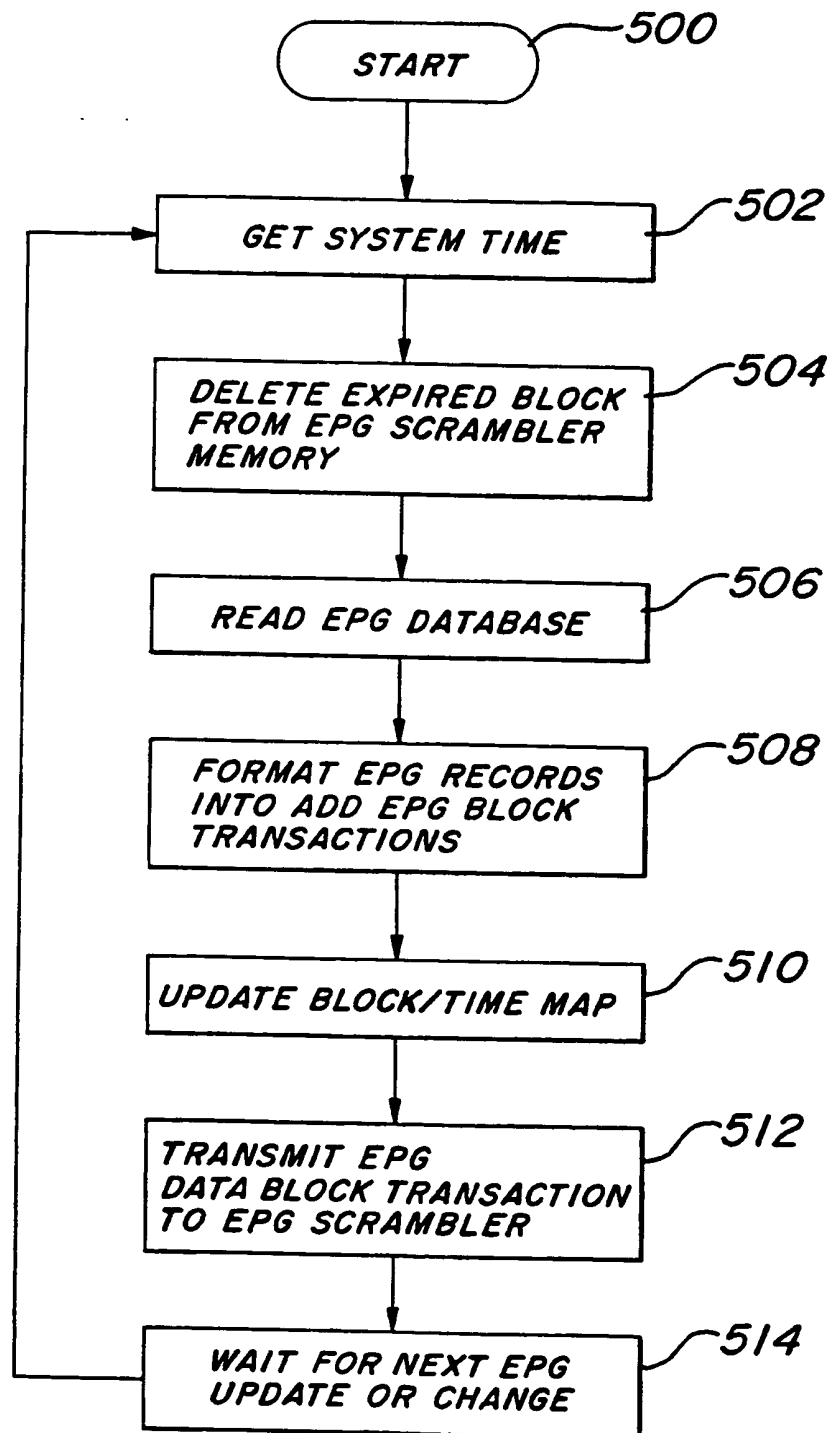 500
START
502
GET SYSTEM TIME
504
DELETE EXPIRED BLOCK
FROM EPG SCRAMBLER
MEMORY
506
READ EPG DATABASE
508
FORMAT EPG RECORDS
INTO ADD EPG BLOCK
TRANSACTIONS
510
UPDATE BLOCK/TIME MAP
512
TRANSMIT EPG
DATA BLOCK TRANSACTION
TO EPG SCRAMBLER
514
WAIT FOR NEXT EPG
UPDATE OR CHANGE